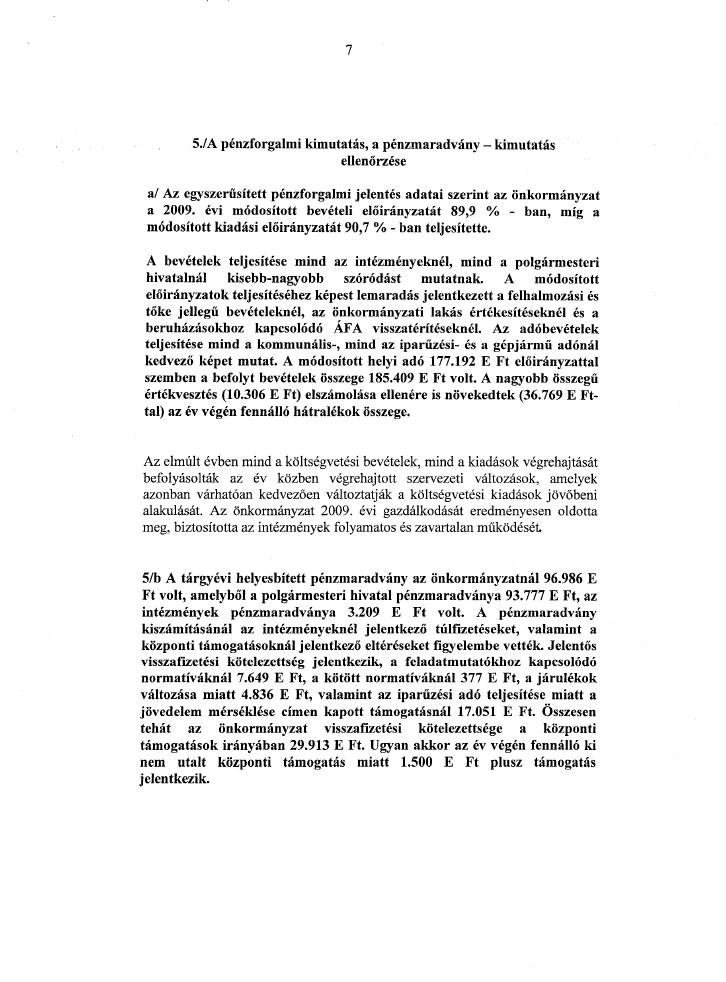 7
5./A pénzforgalmi kimutatás, a pénzmaradvány – kimutatás
ellenőrzése
a/ Az egyszerűsített pénzforgalmi jelentés adatai szerint az önkormányzat
a 2009. évi módosított bevételi előirányzatát 89,9 % - ban, míg a
módosított kiadási előirányzatát 90,7 % - ban teljesítette.
A bevételek teljesítése mind az intézményeknél, mind a polgármesteri
hivatalnál kisebb-nagyobb szóródást mutatnak. A módosított
előirányzatok teljesítéséhez képest lemaradás jelentkezett a felhalmozási és
tőke jellegű bevételeknél, az önkormányzati lakás értékesítéseknél és a
beruházásokhoz kapcsolódó ÁFA visszatérítéseknél. Az adóbevételek
teljesítése mind a kommunális-, mind az iparűzési- és a gépjármű adónál
kedvező képet mutat. A módosított helyi adó 177.192 E Ft előirányzattal
szemben a befolyt bevételek összege 185.409 E Ft volt. A nagyobb összegű
értékvesztés (10.306 E Ft) elszámolása ellenére is növekedtek (36.769 E Ft-
tal) az év végén fennálló hátralékok összege.
Az elmúlt évben mind a költségvetési bevételek, mind a kiadások végrehajtását
befolyásolták az év közben végrehajtott szervezeti változások, amelyek
azonban várhatóan kedvezően változtatják a költségvetési kiadások jövőbeni
alakulását. Az önkormányzat 2009. évi gazdálkodását eredményesen oldotta
meg, biztosította az intézmények folyamatos és zavartalan működését.
5/b A tárgyévi helyesbített pénzmaradvány az önkormányzatnál 96.986 E
Ft volt, amelyből a polgármesteri hivatal pénzmaradványa 93.777 E Ft, az
intézmények pénzmaradványa 3.209 E Ft volt. A pénzmaradvány
kiszámításánál az intézményeknél jelentkező túlfizetéseket, valamint a
központi támogatásoknál jelentkező eltéréseket figyelembe vették. Jelentős
visszafizetési kötelezettség jelentkezik, a feladatmutatókhoz kapcsolódó
normatíváknál 7.649 E Ft, a kötött normatíváknál 377 E Ft, a járulékok
változása miatt 4.836 E Ft, valamint az iparűzési adó teljesítése miatt a
jövedelem mérséklése címen kapott támogatásnál 17.051 E Ft. Összesen
tehát az önkormányzat visszafizetési kötelezettsége a központi
támogatások irányában 29.913 E Ft. Ugyan akkor az év végén fennálló ki
nem utalt központi támogatás miatt 1.500 E Ft plusz támogatás
jelentkezik.